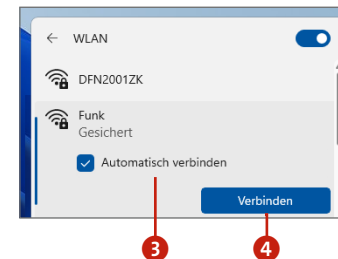 WLAN
DFN2001ZK
Funk
Gesichert
Automatisch verbinden
Verbinden
3
4